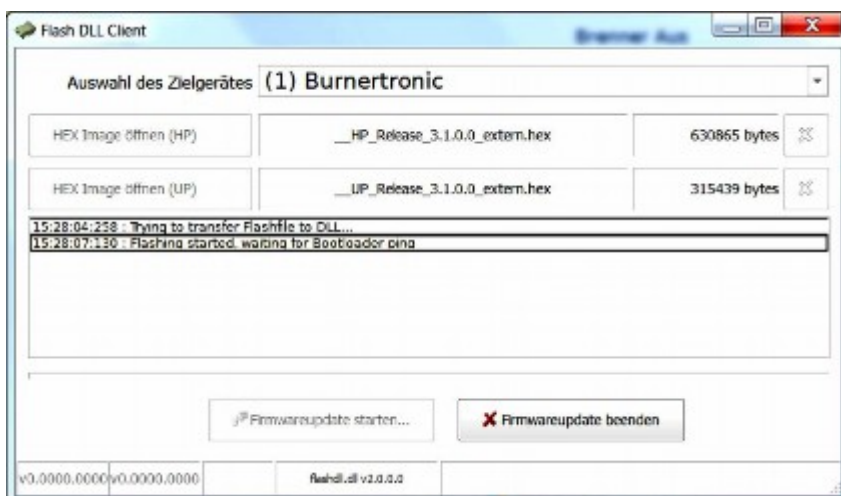 Flash DLL Client
Brenner Aus
Auswahl des Zielgerätes (1) Burnertronic
HEX Image öffnen (HP) __HP_Release_3.1.0.0_extern.hex 630865 bytes
HEX Image öffnen (UP) __UP_Release_3.1.0.0_extern.hex 315439 bytes
15:28:04:258 : Trying to transfer Flashfile to DLL...
15:28:07:130 : Flashing started, waiting for Bootloader ping
Firmwareupdate starten... Firmwareupdate beenden
v0.0000.0000 v0.0000.0000 flashdll.dll v2.0.0.0